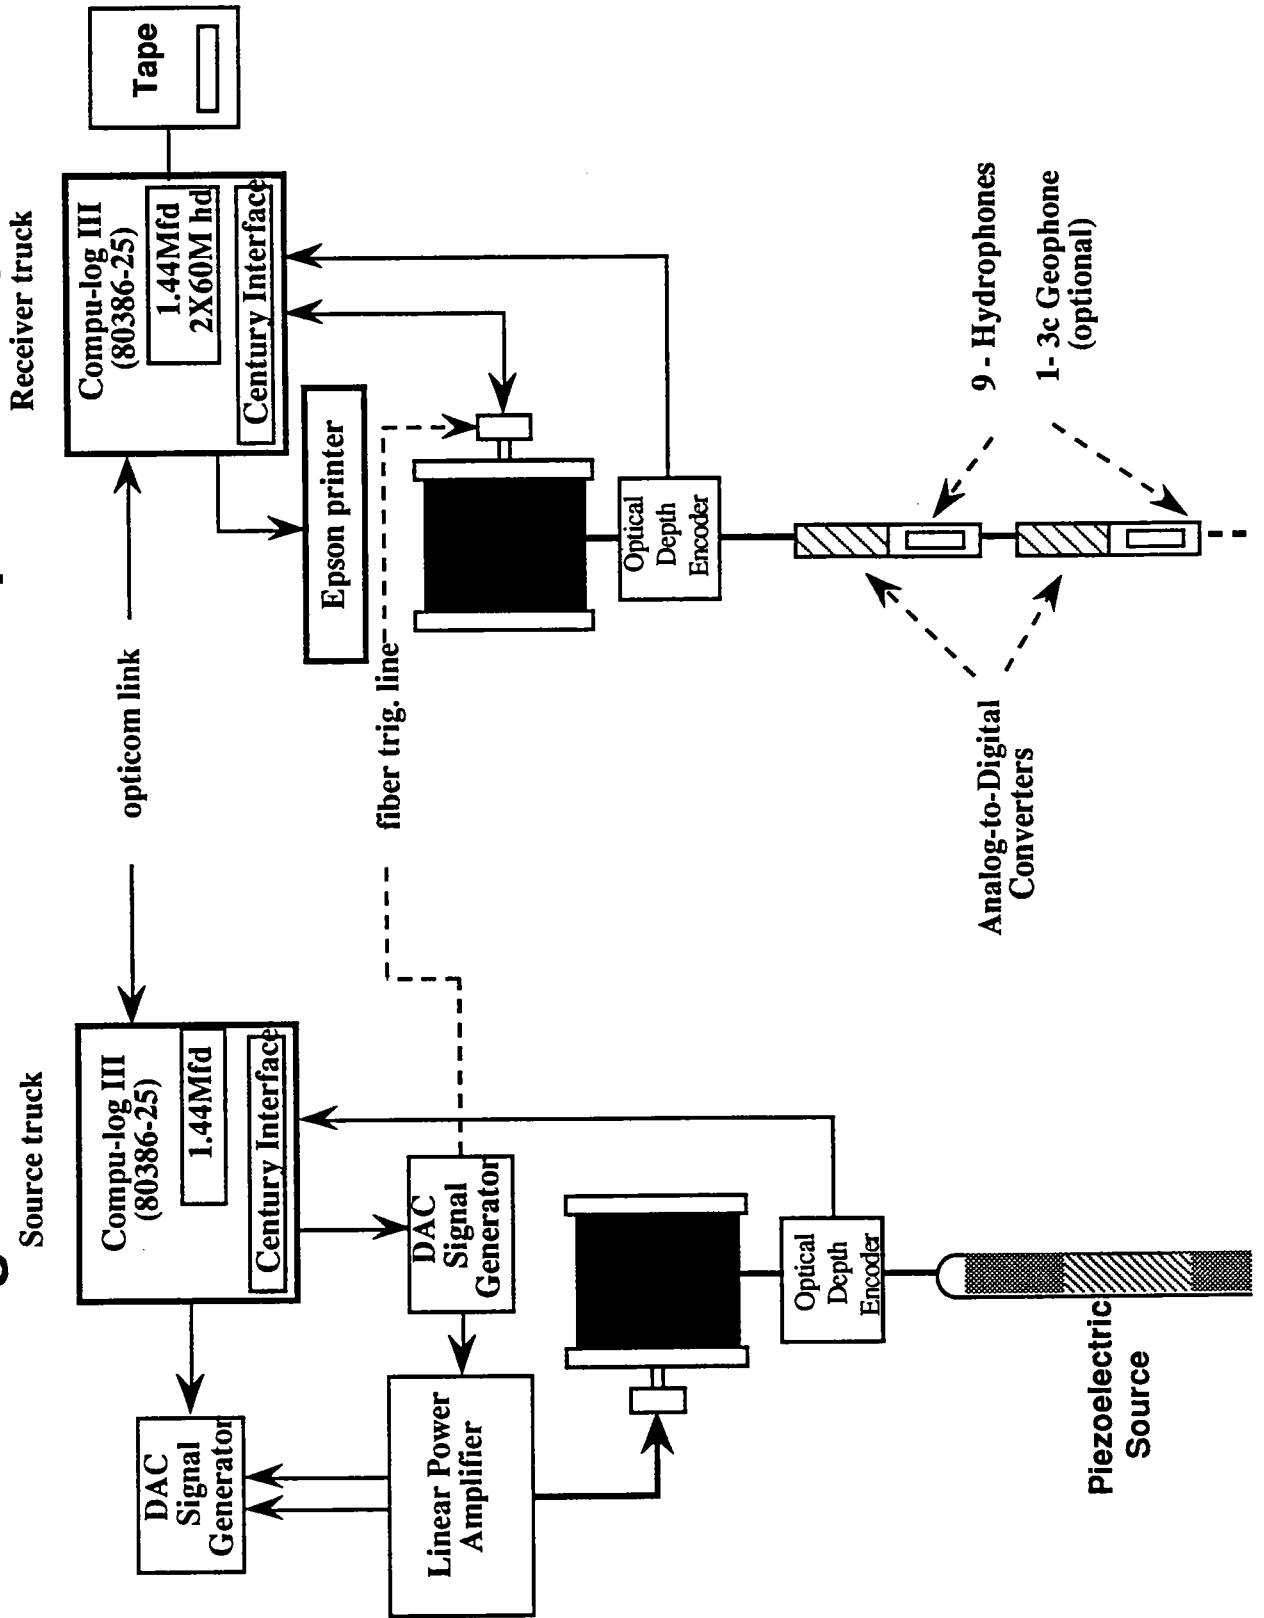 Source truck
Compu-log III
(80386-25)
1.44Mfd
Century Interface
DAC
Signal
Generator
Linear Power
Amplifier
DAC
Signal
Generator
Optical
Depth
Encoder
Piezoelectric
Source
opticom link
fiber trig. line
Receiver truck
Compu-log III
(80386-25)
1.44Mfd
2X60M hd
Century Interface
Tape
Epson printer
Optical
Depth
Encoder
Analog-to-Digital
Converters
9 - Hydrophones
1- 3c Geophone
(optional)